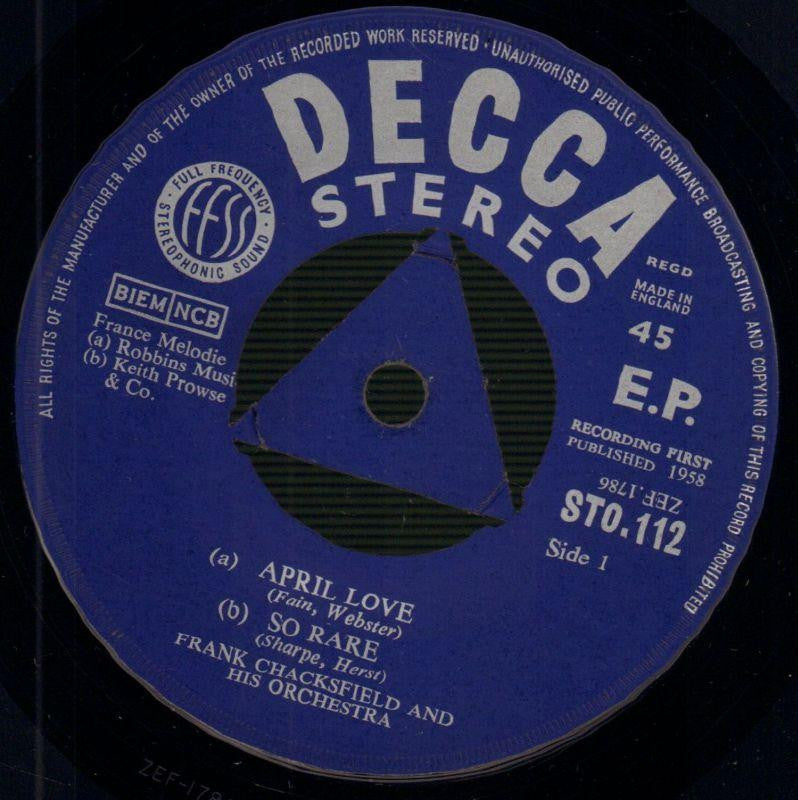 ALL RIGHTS OF THE MANUFACTURER AND OF THE OWNER OF THE RECORDED WORK RESERVED · UNAUTHORISED PUBLIC PERFORMANCE BROADCASTING AND COPYING OF THIS RECORD PROHIBITED
DECCA
STEREO
FULL FREQUENCY
FFSS
STEREOPHONIC SOUND
REGD
MADE IN
ENGLAND
BIEM NCB
France Melodie
(a) Robbins Musi
(b) Keith Prowse
& Co.
45
E.P.
RECORDING FIRST
PUBLISHED 1958
ZEF.1786
STO.112
Side 1
(a) APRIL LOVE
(Fain, Webster)
(b) SO RARE
(Sharpe, Herst)
FRANK CHACKSFIELD AND
HIS ORCHESTRA